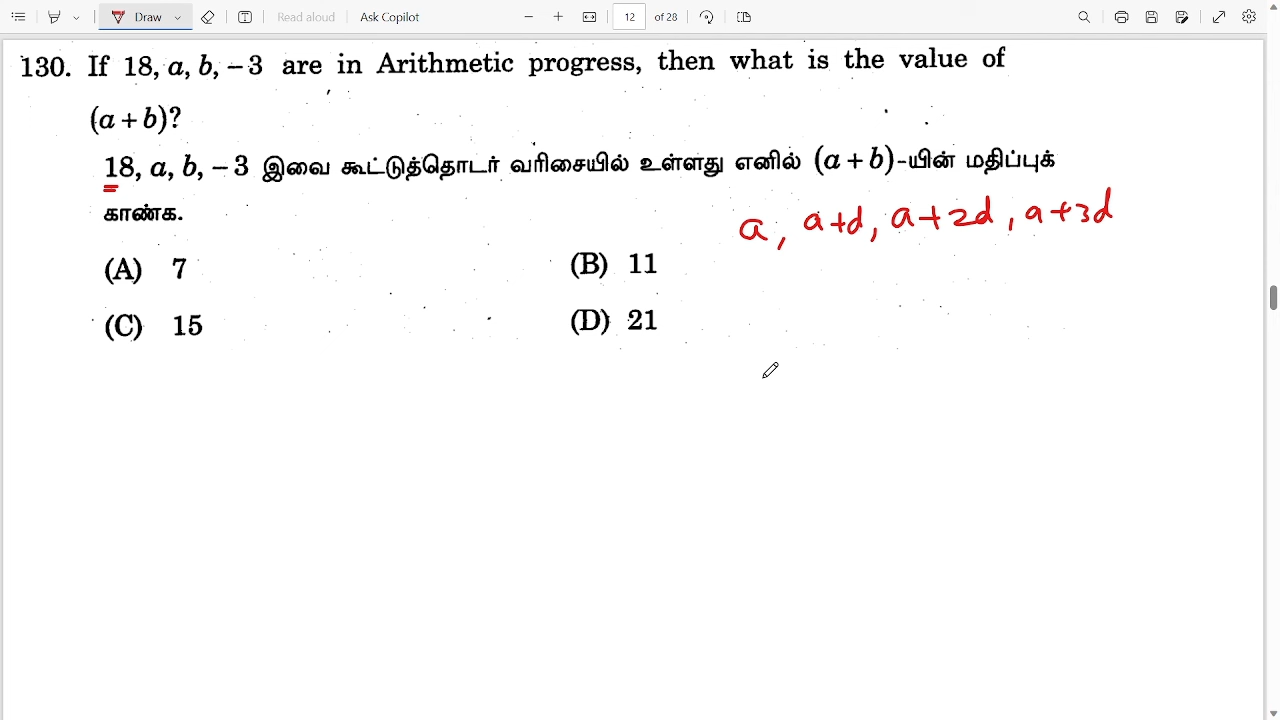 Draw Read aloud Ask Copilot 12 of 28
130. If 18, a, b, – 3 are in Arithmetic progress, then what is the value of
(a + b)?
18, a, b, – 3 இவை கூட்டுத்தொடர் வரிசையில் உள்ளது எனில் (a + b)-யின் மதிப்புக்
காண்க.
a, a+d, a+2d, a+3d
(A) 7 (B) 11
(C) 15 (D) 21